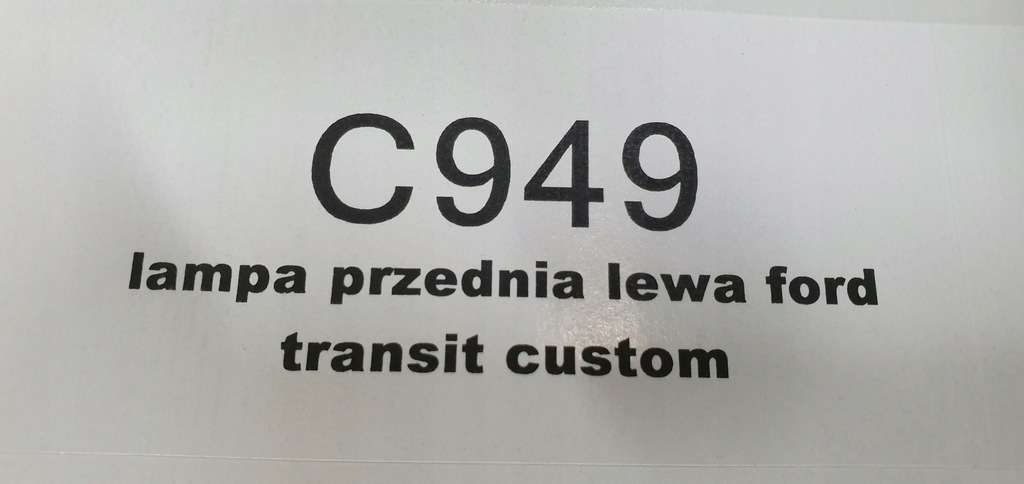 C949
lampa przednia lewa ford
transit custom